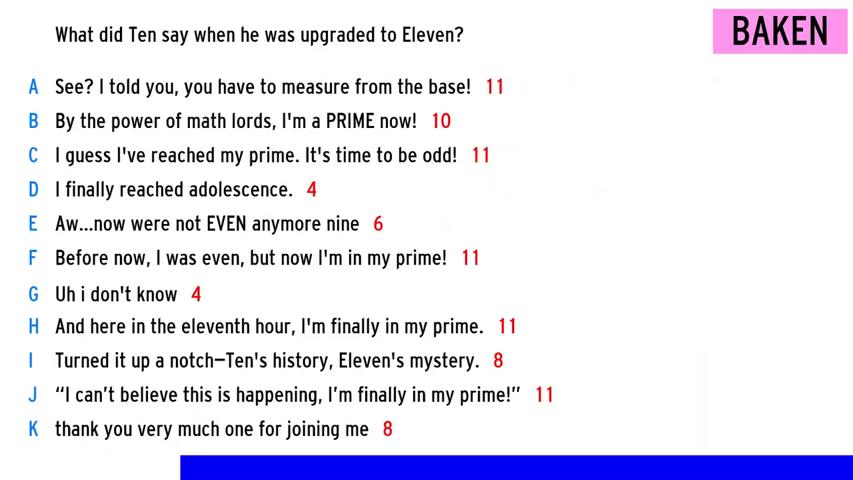 What did Ten say when he was upgraded to Eleven?
BAKEN
A See? I told you, you have to measure from the base! 11
B By the power of math lords, I'm a PRIME now! 10
C I guess I've reached my prime. It's time to be odd! 11
D I finally reached adolescence. 4
E Aw...now were not EVEN anymore nine 6
F Before now, I was even, but now I'm in my prime! 11
G Uh i don't know 4
H And here in the eleventh hour, I'm finally in my prime. 11
I Turned it up a notch—Ten's history, Eleven's mystery. 8
J “I can’t believe this is happening, I’m finally in my prime!” 11
K thank you very much one for joining me 8